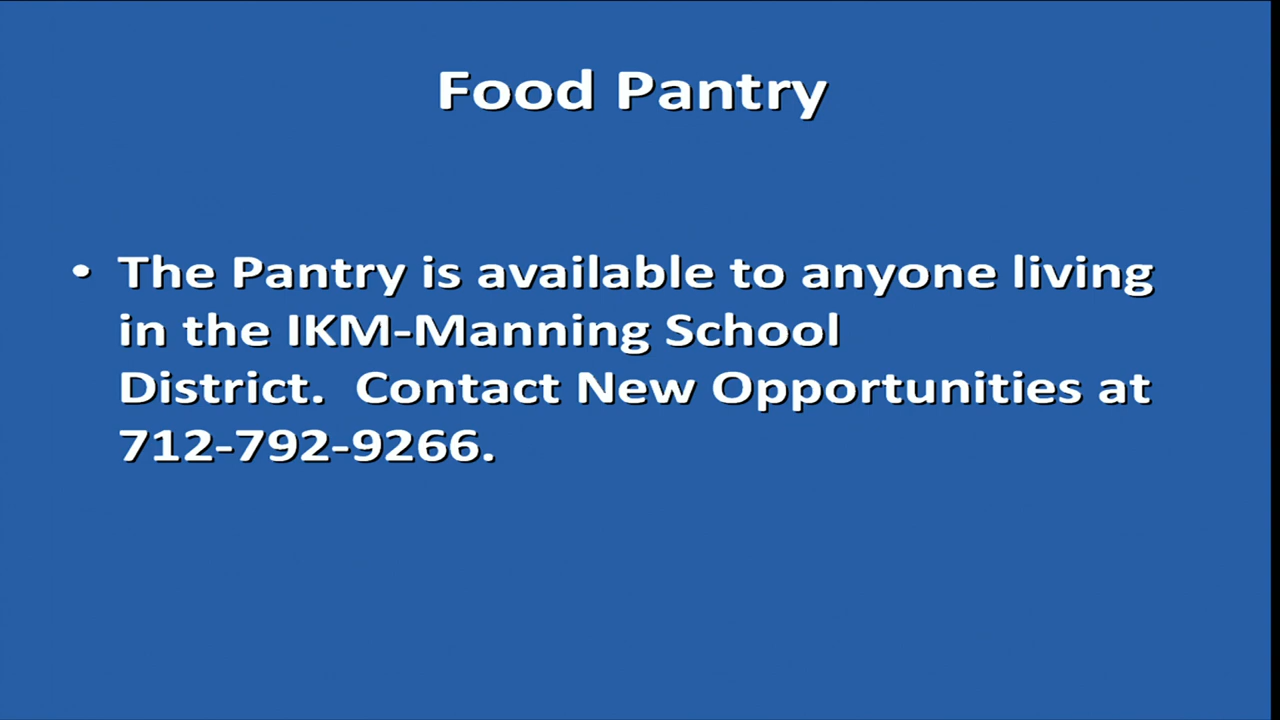 Food Pantry
• The Pantry is available to anyone living
in the IKM-Manning School
District.  Contact New Opportunities at
712-792-9266.